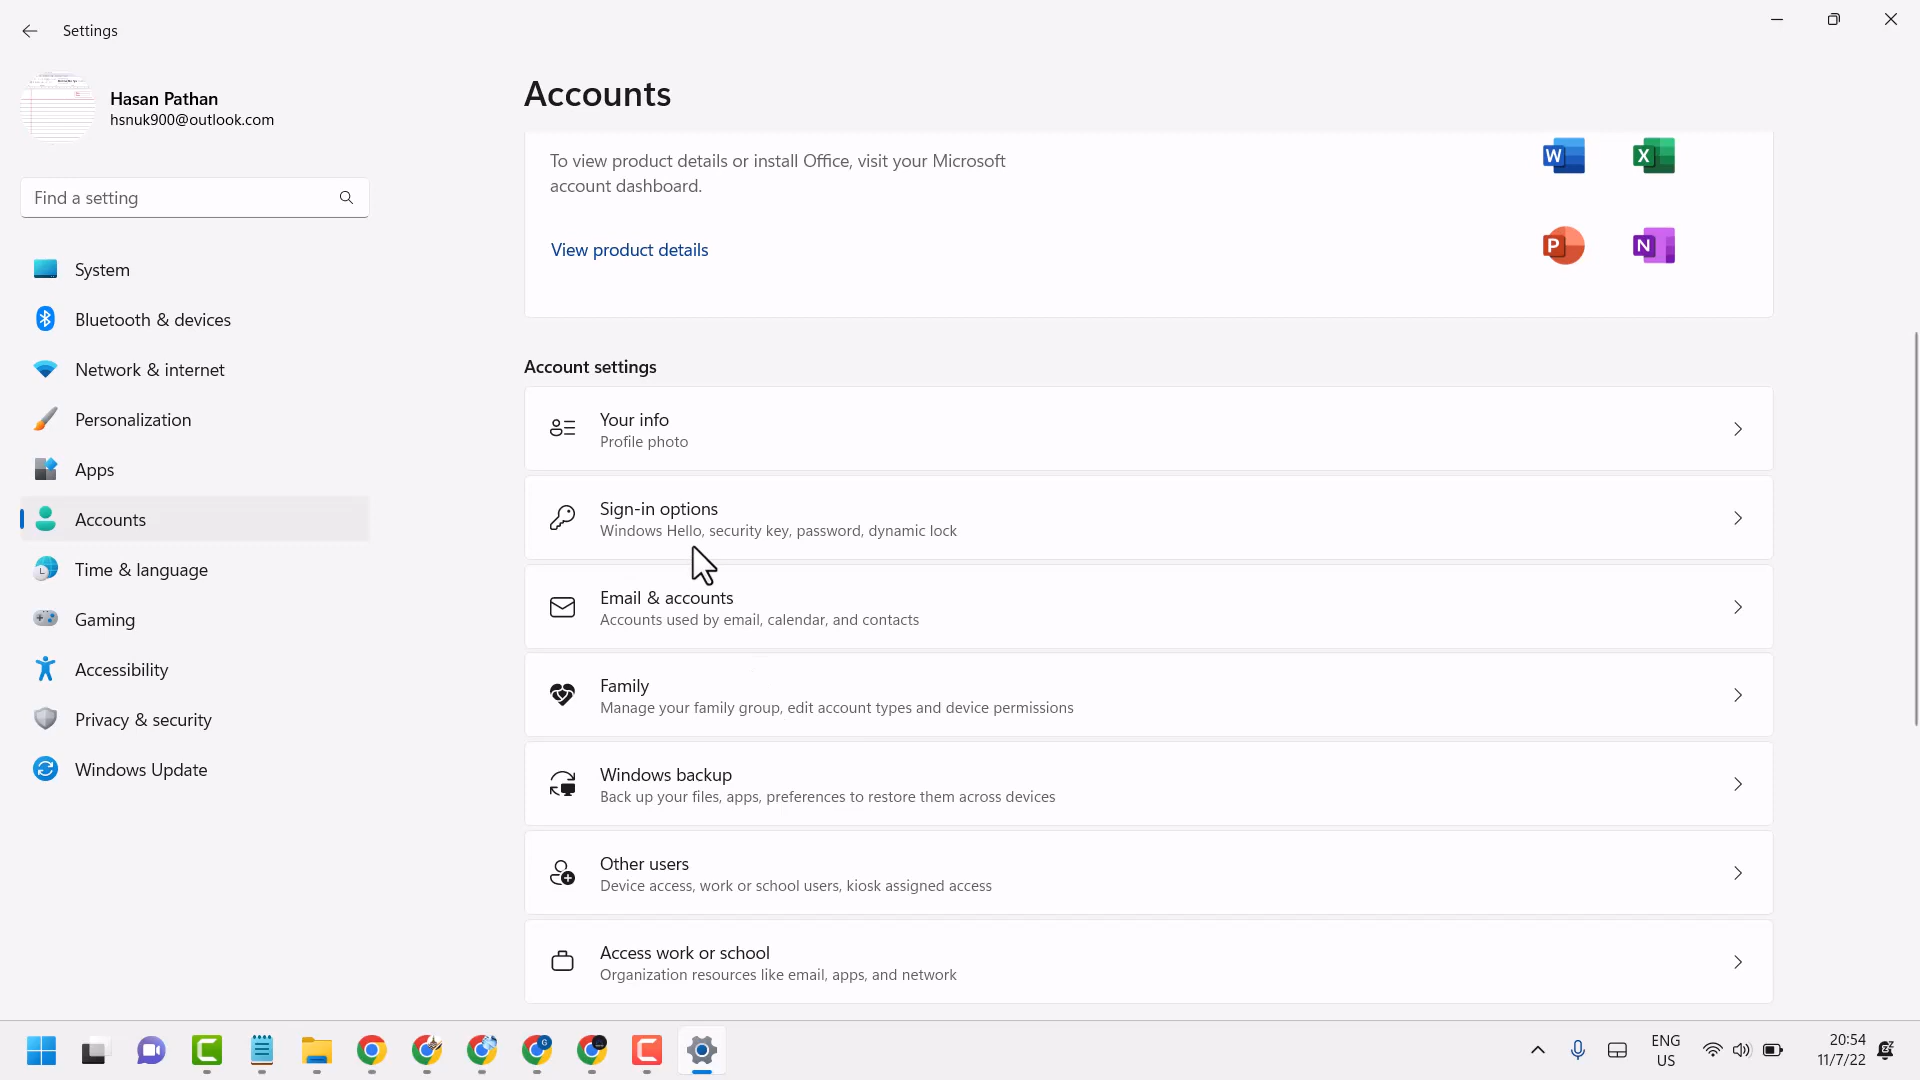 Settings
Hasan Pathan
hsnuk900@outlook.com
Find a setting
System
Bluetooth & devices
Network & internet
Personalization
Apps
Accounts
Time & language
Gaming
Accessibility
Privacy & security
Windows Update
Accounts
To view product details or install Office, visit your Microsoft
account dashboard.
View product details
W
X
P
N
Account settings
Your info
Profile photo
Sign-in options
Windows Hello, security key, password, dynamic lock
Email & accounts
Accounts used by email, calendar, and contacts
Family
Manage your family group, edit account types and device permissions
Windows backup
Back up your files, apps, preferences to restore them across devices
Other users
Device access, work or school users, kiosk assigned access
Access work or school
Organization resources like email, apps, and network
ENG
US
20:54
11/7/22